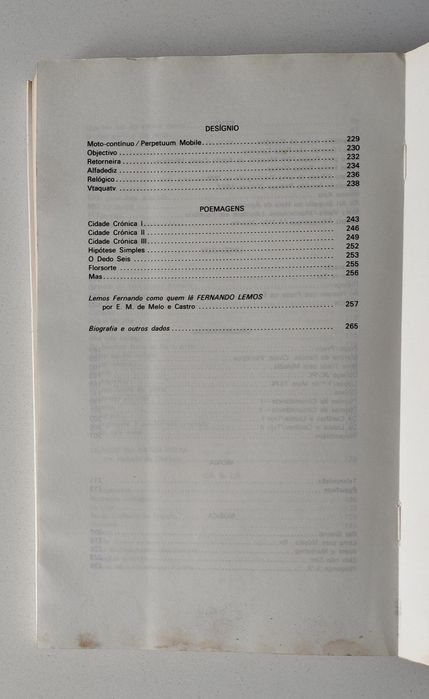 DESÍGNIO
Moto-contínuo / Perpetuum Mobile 229
Objectivo 230
Retorneira 232
Alfadediz 234
Relógico 236
Vtaquatv. 238
POEMAGENS
Cidade Crónica I 243
Cidade Crónica II 246
Cidade Crónica III 249
Hipótese Simples 252
O Dedo Seis 253
Florsorte 255
Mas 256
Lemos Fernando como quem lê FERNANDO LEMOS
por E. M. de Melo e Castro 257
Biografia e outros dados 265